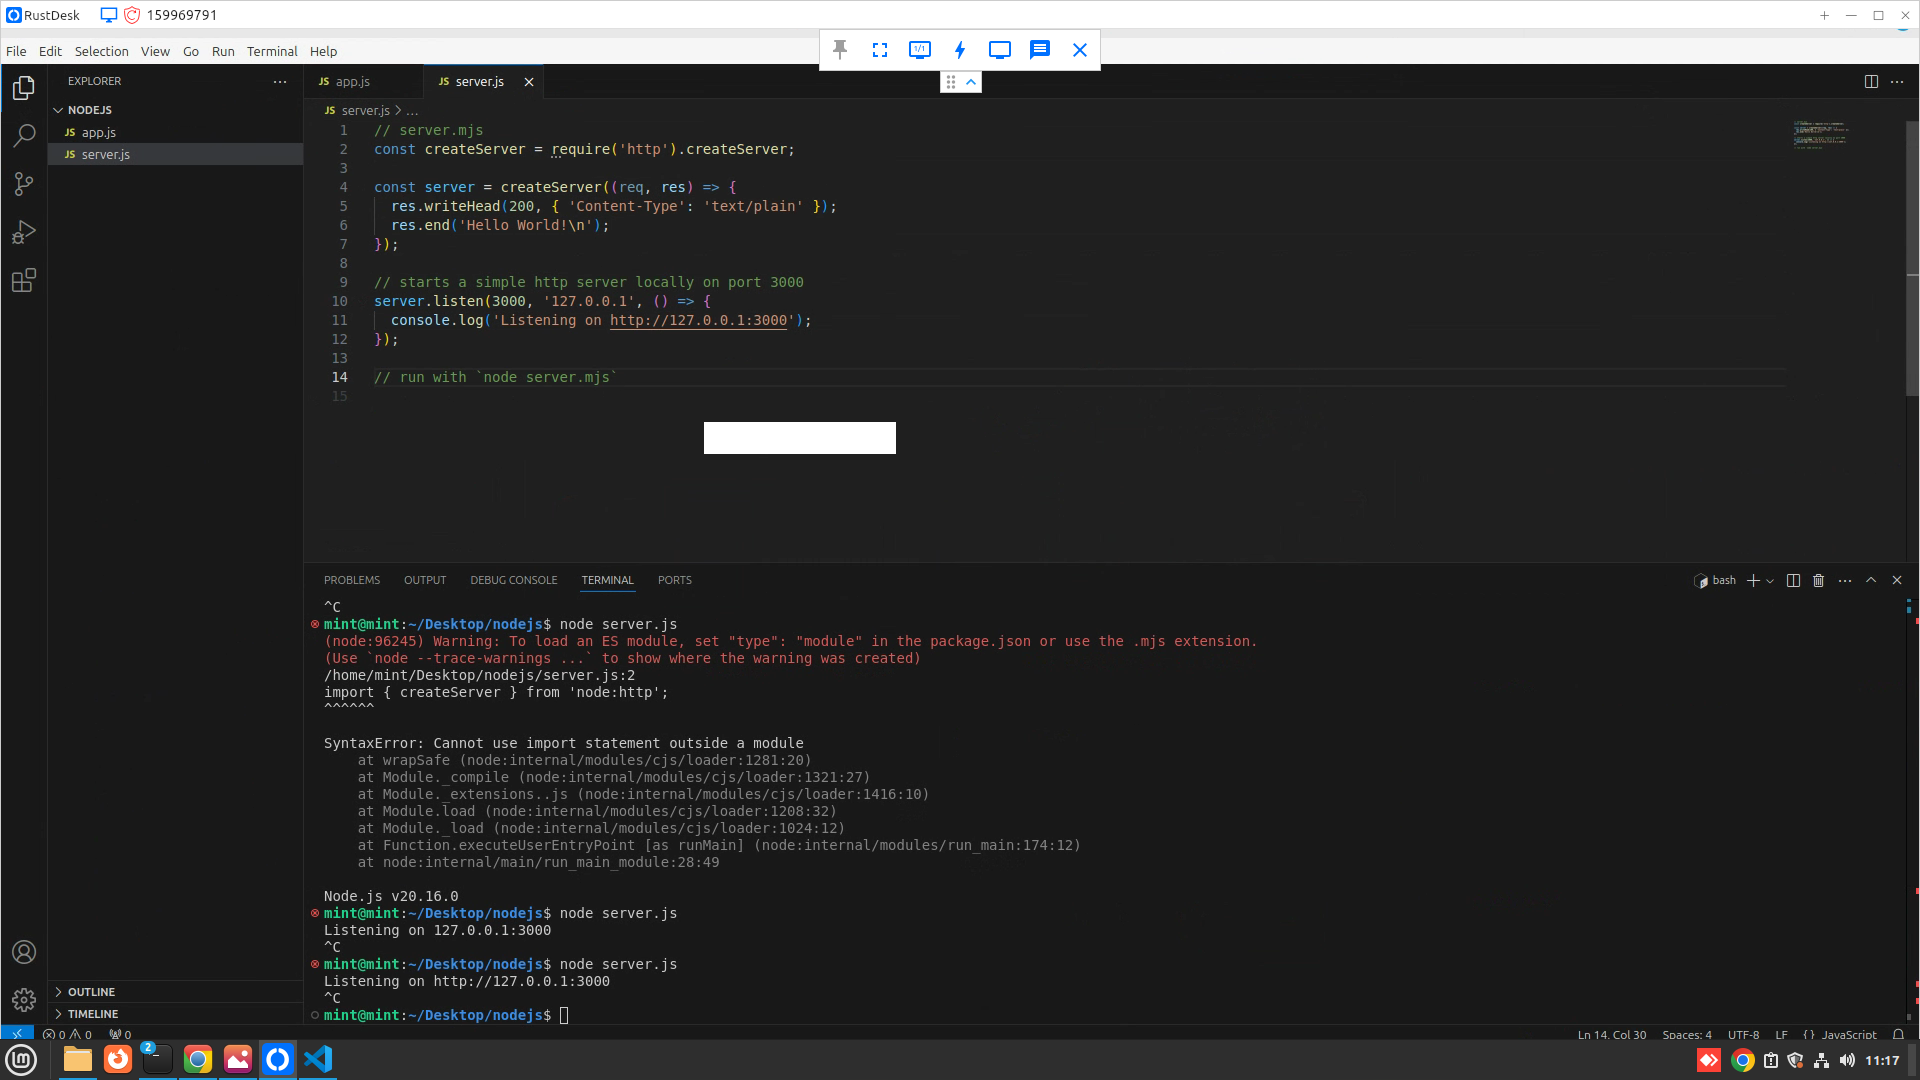 RustDesk 159969791
File Edit Selection View Go Run Terminal Help
1/1
EXPLORER
NODEJS
JS app.js
JS server.js
OUTLINE
TIMELINE
JS app.js JS server.js
JS server.js > ...
1 // server.mjs
2 const createServer = require('http').createServer;
3
4 const server = createServer((req, res) => {
5 res.writeHead(200, { 'Content-Type': 'text/plain' });
6 res.end('Hello World!\n');
7 });
8
9 // starts a simple http server locally on port 3000
10 server.listen(3000, '127.0.0.1', () => {
11 console.log('Listening on http://127.0.0.1:3000');
12 });
13
14 // run with `node server.mjs`
15
PROBLEMS OUTPUT DEBUG CONSOLE TERMINAL PORTS bash
^C
mint@mint:~/Desktop/nodejs$ node server.js
(node:96245) Warning: To load an ES module, set "type": "module" in the package.json or use the .mjs extension.
(Use `node --trace-warnings ...` to show where the warning was created)
/home/mint/Desktop/nodejs/server.js:2
import { createServer } from 'node:http';
^^^^^^
SyntaxError: Cannot use import statement outside a module
at wrapSafe (node:internal/modules/cjs/loader:1281:20)
at Module._compile (node:internal/modules/cjs/loader:1321:27)
at Module._extensions..js (node:internal/modules/cjs/loader:1416:10)
at Module.load (node:internal/modules/cjs/loader:1208:32)
at Module._load (node:internal/modules/cjs/loader:1024:12)
at Function.executeUserEntryPoint [as runMain] (node:internal/modules/run_main:174:12)
at node:internal/main/run_main_module:28:49
Node.js v20.16.0
mint@mint:~/Desktop/nodejs$ node server.js
Listening on 127.0.0.1:3000
^C
mint@mint:~/Desktop/nodejs$ node server.js
Listening on http://127.0.0.1:3000
^C
mint@mint:~/Desktop/nodejs$
0 0 0 Ln 14, Col 30 Spaces: 4 UTF-8 LF {} JavaScript
2 11:17